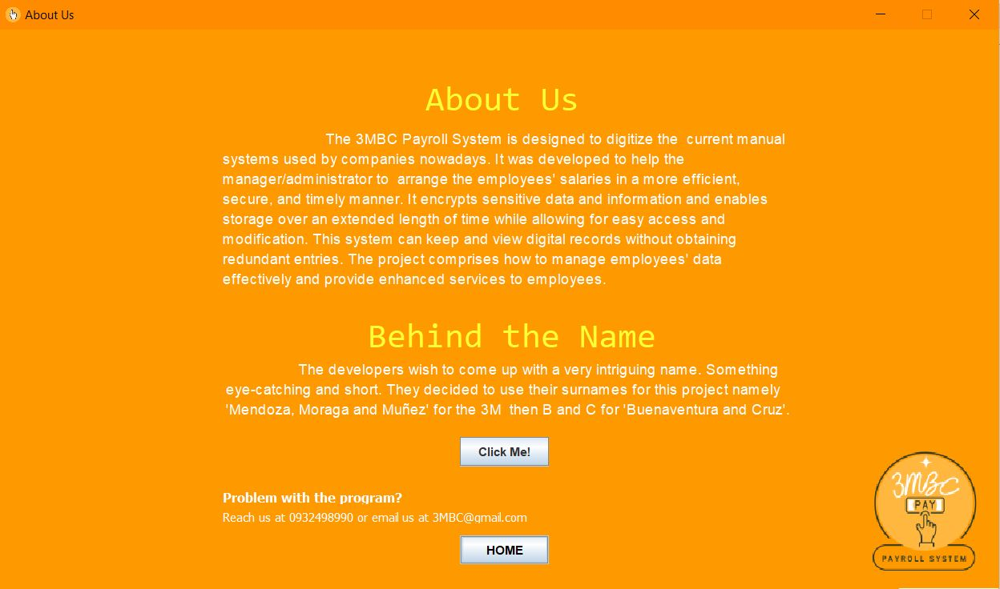 About Us
About Us
The 3MBC Payroll System is designed to digitize the  current manual
systems used by companies nowadays. It was developed to help the
manager/administrator to  arrange the employees' salaries in a more efficient,
secure, and timely manner. It encrypts sensitive data and information and enables
storage over an extended length of time while allowing for easy access and
modification. This system can keep and view digital records without obtaining
redundant entries. The project comprises how to manage employees' data
effectively and provide enhanced services to employees.
Behind the Name
The developers wish to come up with a very intriguing name. Something
eye-catching and short. They decided to use their surnames for this project namely
'Mendoza, Moraga and Muñez' for the 3M  then B and C for 'Buenaventura and Cruz'.
Click Me!
Problem with the program?
Reach us at 0932498990 or email us at 3MBC@gmail.com
HOME
3MBC
PAY
PAYROLL SYSTEM